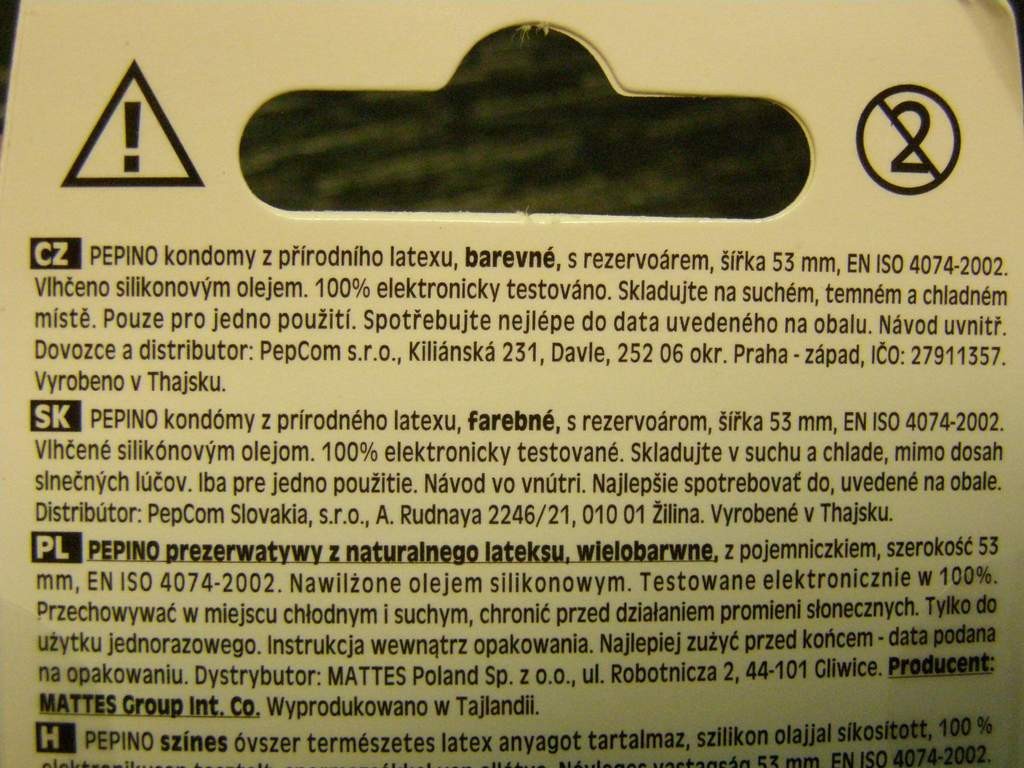 2
CZ PEPINO kondomy z přírodního latexu, barevné, s rezervoárem, šířka 53 mm, EN ISO 4074-2002.
Vlhčeno silikonovým olejem. 100% elektronicky testováno. Skladujte na suchém, temném a chladném
místě. Pouze pro jedno použití. Spotřebujte nejlépe do data uvedeného na obalu. Návod uvnitř.
Dovozce a distributor: PepCom s.r.o., Kiliánská 231, Davle, 252 06 okr. Praha - západ, IČO: 27911357.
Vyrobeno v Thajsku.
SK PEPINO kondómy z prírodného latexu, farebné, s rezervoárom, šířka 53 mm, EN ISO 4074-2002.
Vlhčené silikónovým olejom. 100% elektronicky testované. Skladujte v suchu a chlade, mimo dosah
slnečných lúčov. Iba pre jedno použitie. Návod vo vnútri. Najlepšie spotrebovať do, uvedené na obale.
Distribútor: PepCom Slovakia, s.r.o., A. Rudnaya 2246/21, 010 01 Žilina. Vyrobené v Thajsku.
PL PEPINO prezerwatywy z naturalnego lateksu, wielobarwne, z pojemniczkiem, szerokość 53
mm, EN ISO 4074-2002. Nawilżone olejem silikonowym. Testowane elektronicznie w 100%.
Przechowywać w miejscu chłodnym i suchym, chronić przed działaniem promieni słonecznych. Tylko do
użytku jednorazowego. Instrukcja wewnątrz opakowania. Najlepiej zużyć przed końcem - data podana
na opakowaniu. Dystrybutor: MATTES Poland Sp. z o.o., ul. Robotnicza 2, 44-101 Gliwice. Producent:
MATTES Group Int. Co. Wyprodukowano w Tajlandii.
H PEPINO színes óvszer természetes latex anyagot tartalmaz, szilikon olajjal síkosított, 100 %
53 mm, EN ISO 4074-2002.